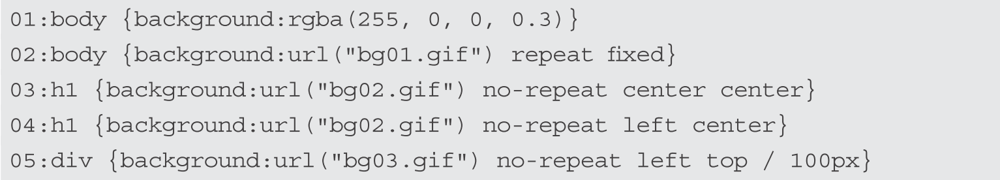 01:body {background:rgba(255, 0, 0, 0.3)}
02:body {background:url("bg01.gif") repeat fixed}
03:h1 {background:url("bg02.gif") no-repeat center center}
04:h1 {background:url("bg02.gif") no-repeat left center}
05:div {background:url("bg03.gif") no-repeat left top / 100px}